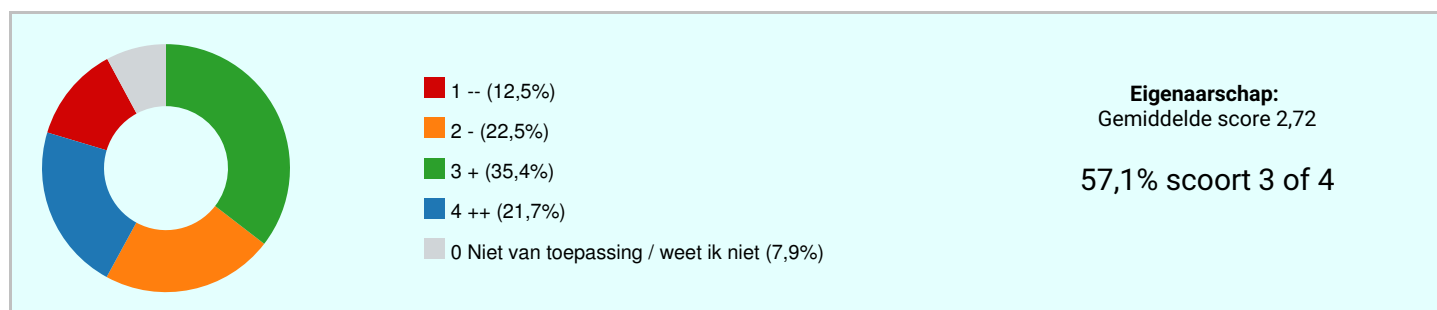 1 -- (12,5%)
2 - (22,5%)
3 + (35,4%)
4 ++ (21,7%)
0 Niet van toepassing / weet ik niet (7,9%)
Eigenaarschap:
Gemiddelde score 2,72
57,1% scoort 3 of 4